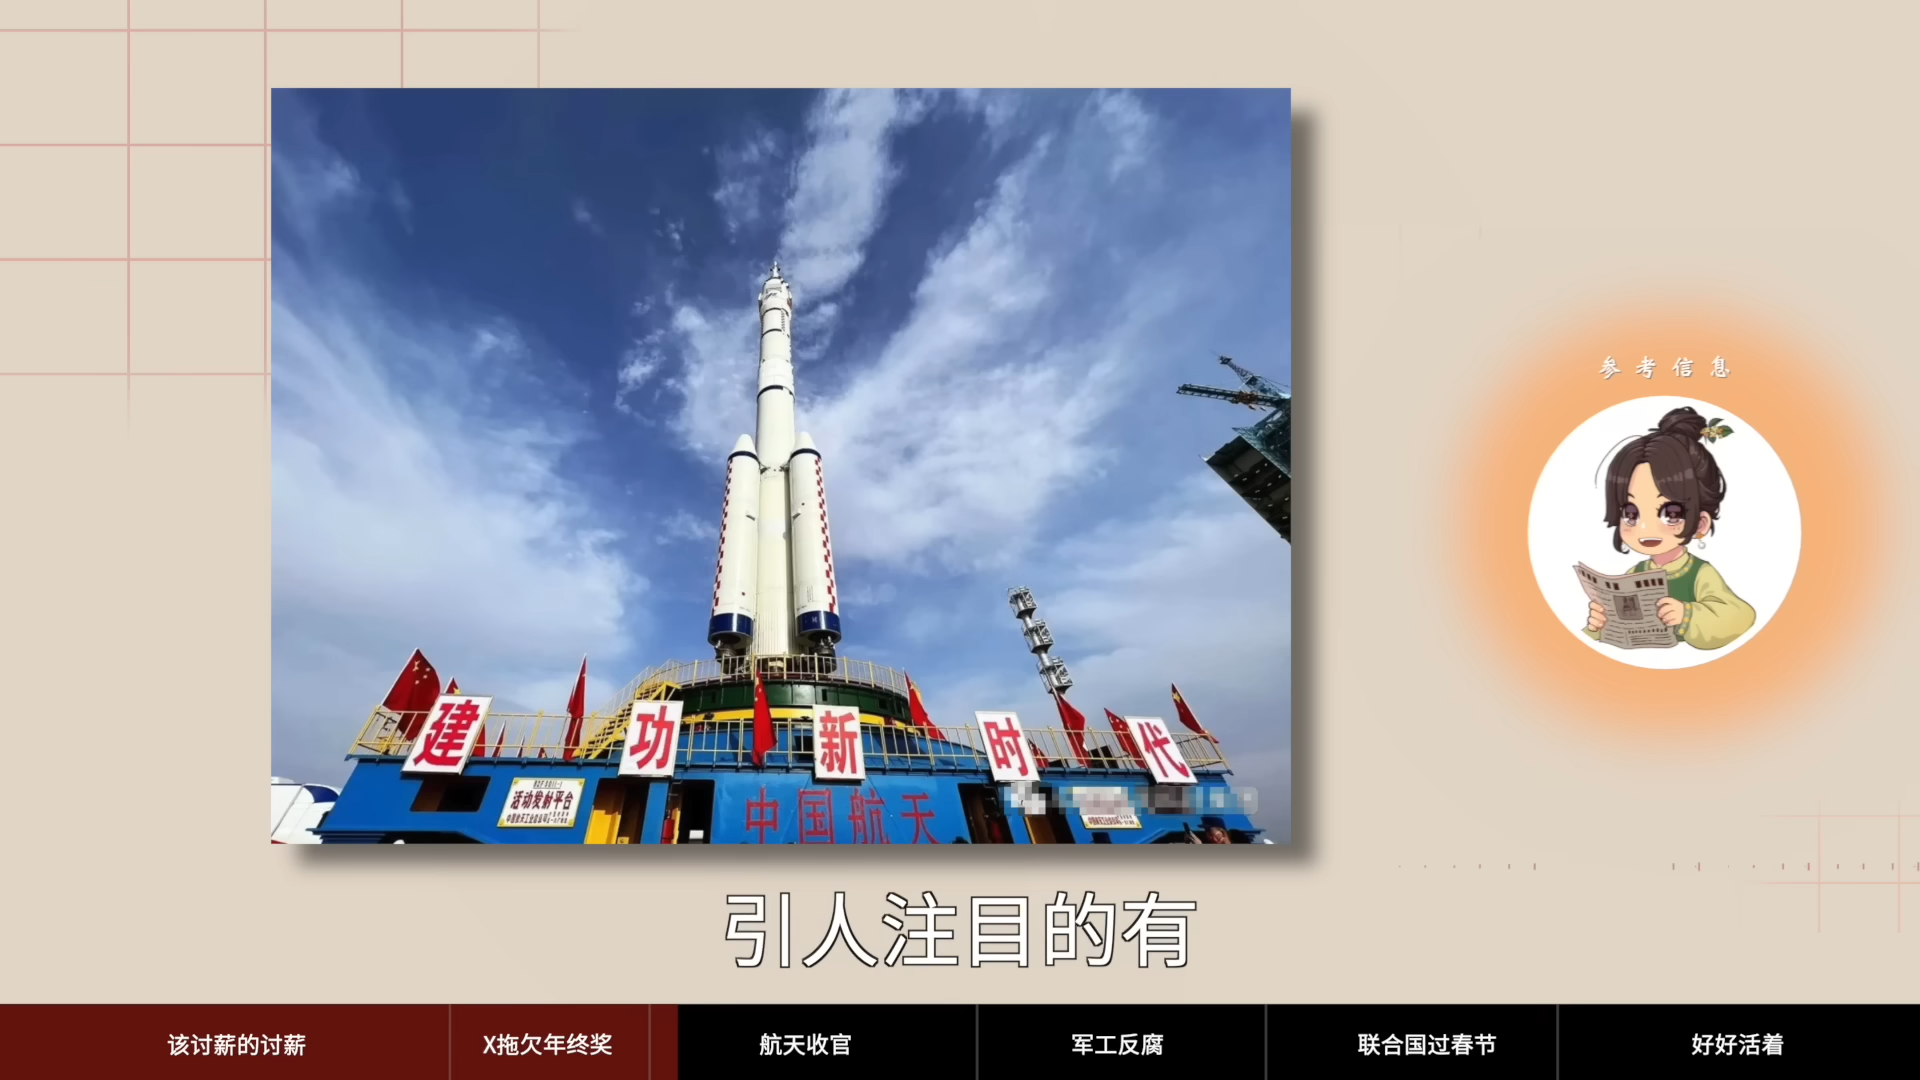 参考信息
建功新时代
活动发射平台
中国航天
引人注目的有
该讨薪的讨薪
X拖欠年终奖
航天收官
军工反腐
联合国过春节
好好活着